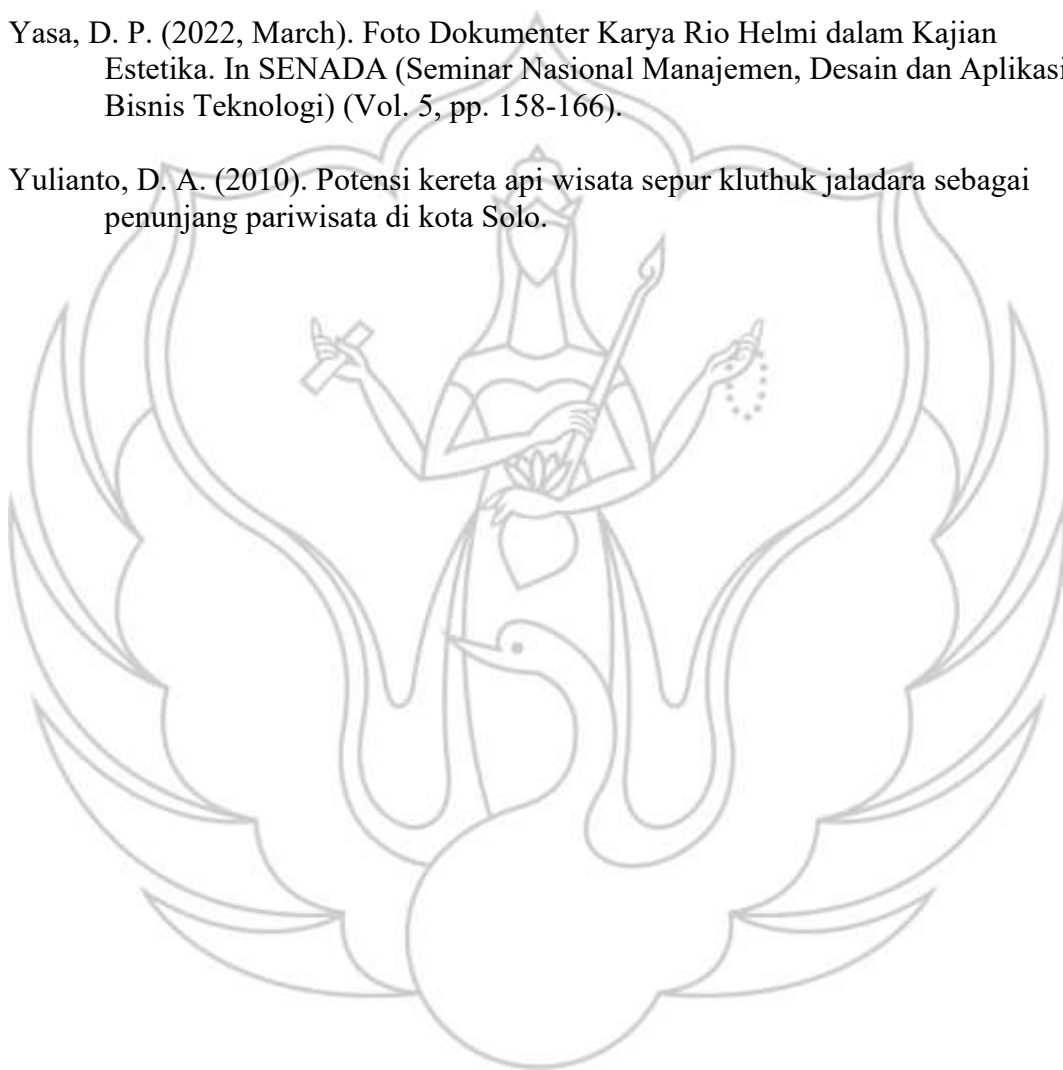 Yasa, D. P. (2022, March). Foto Dokumenter Karya Rio Helmi dalam Kajian
Estetika. In SENADA (Seminar Nasional Manajemen, Desain dan Aplikasi
Bisnis Teknologi) (Vol. 5, pp. 158-166).
Yulianto, D. A. (2010). Potensi kereta api wisata sepur kluthuk jaladara sebagai
penunjang pariwisata di kota Solo.